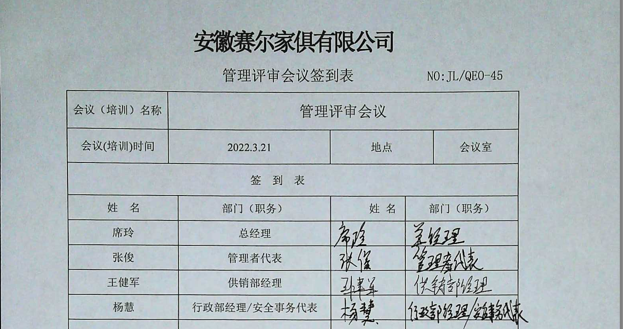 安徽赛尔家俱有限公司
管理评审会议签到表 NO:JL/QEO-45
会议（培训）名称 管理评审会议
会议(培训)时间 2022.3.21 地点 会议室
签 到 表
姓 名 部门（职务） 姓 名 部门（职务）
席玲 总经理 席玲 总经理
张俊 管理者代表 张俊 管理者代表
王健军 供销部经理 供销部经理
杨慧 行政部经理/安全事务代表 杨慧 行政部经理/安全事务代表